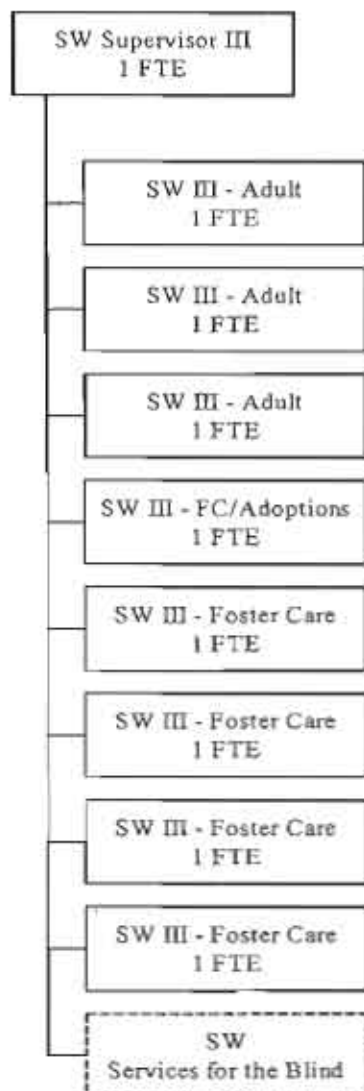 SW Supervisor III
1 FTE
SW III - Adult
1 FTE
SW III - Adult
1 FTE
SW III - Adult
1 FTE
SW III - FC/Adoptions
1 FTE
SW III - Foster Care
1 FTE
SW III - Foster Care
1 FTE
SW III - Foster Care
1 FTE
SW III - Foster Care
1 FTE
SW
Services for the Blind